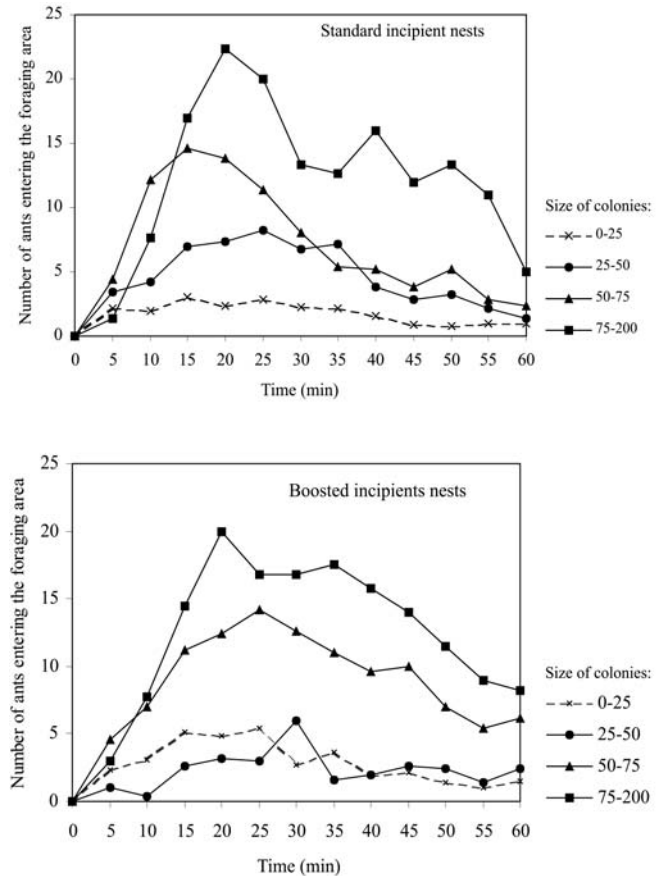 Standard incipient nests
Number of ants entering the foraging area
25
20
15
10
5
0
0 5 10 15 20 25 30 35 40 45 50 55 60
Time (min)
Size of colonies:
0-25
25-50
50-75
75-200
Boosted incipients nests
Number of ants entering the foraging area
25
20
15
10
5
0
0 5 10 15 20 25 30 35 40 45 50 55 60
Time (min)
Size of colonies:
0-25
25-50
50-75
75-200